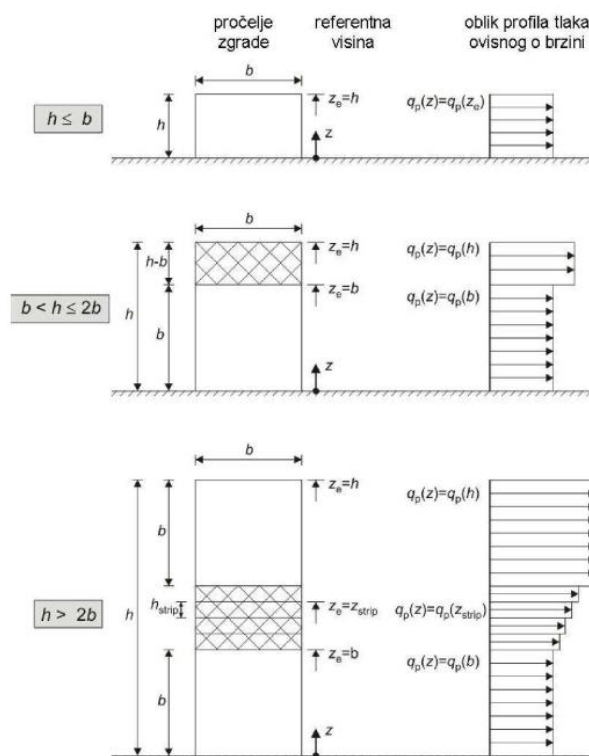 pročelje zgrade
referentna visina
oblik profila tlaka ovisnog o brzini
h ≤ b
b
h
z_e=h
z
q_p(z)=q_p(z_e)
b < h ≤ 2b
b
h
h-b
b
z_e=h
z_e=b
z
q_p(z)=q_p(h)
q_p(z)=q_p(b)
h > 2b
b
h
b
h_strip
b
z_e=h
z_e=z_strip
z_e=b
z
q_p(z)=q_p(h)
q_p(z)=q_p(z_strip)
q_p(z)=q_p(b)